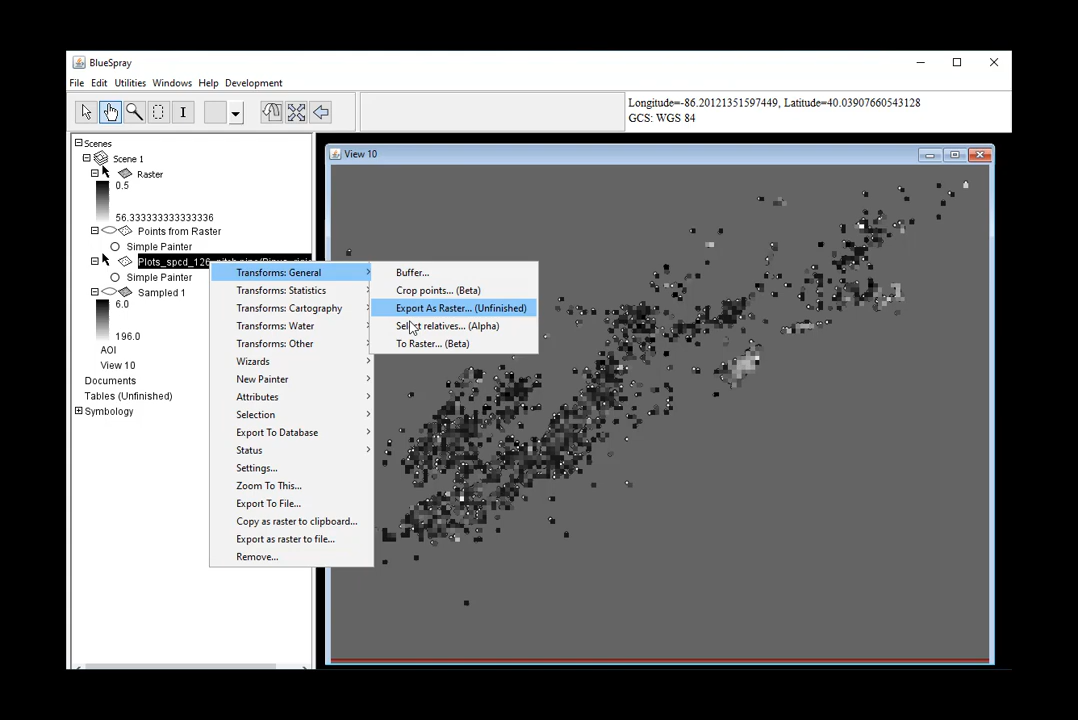 BlueSpray
File Edit Utilities Windows Help Development
Longitude=-86.20121351597449, Latitude=40.03907660543128
GCS: WGS 84
Scenes
Scene 1
Raster
0.5
56.333333333333336
Points from Raster
Simple Painter
Simple Painter
Sampled 1
6.0
196.0
AOI
View 10
Documents
Tables (Unfinished)
Symbology
View 10
Transforms: General
Transforms: Statistics
Transforms: Cartography
Transforms: Water
Transforms: Other
Wizards
New Painter
Attributes
Selection
Export To Database
Status
Settings...
Zoom To This...
Export To File...
Copy as raster to clipboard...
Export as raster to file...
Remove...
Buffer...
Crop points... (Beta)
Export As Raster... (Unfinished)
Select relatives... (Alpha)
To Raster... (Beta)